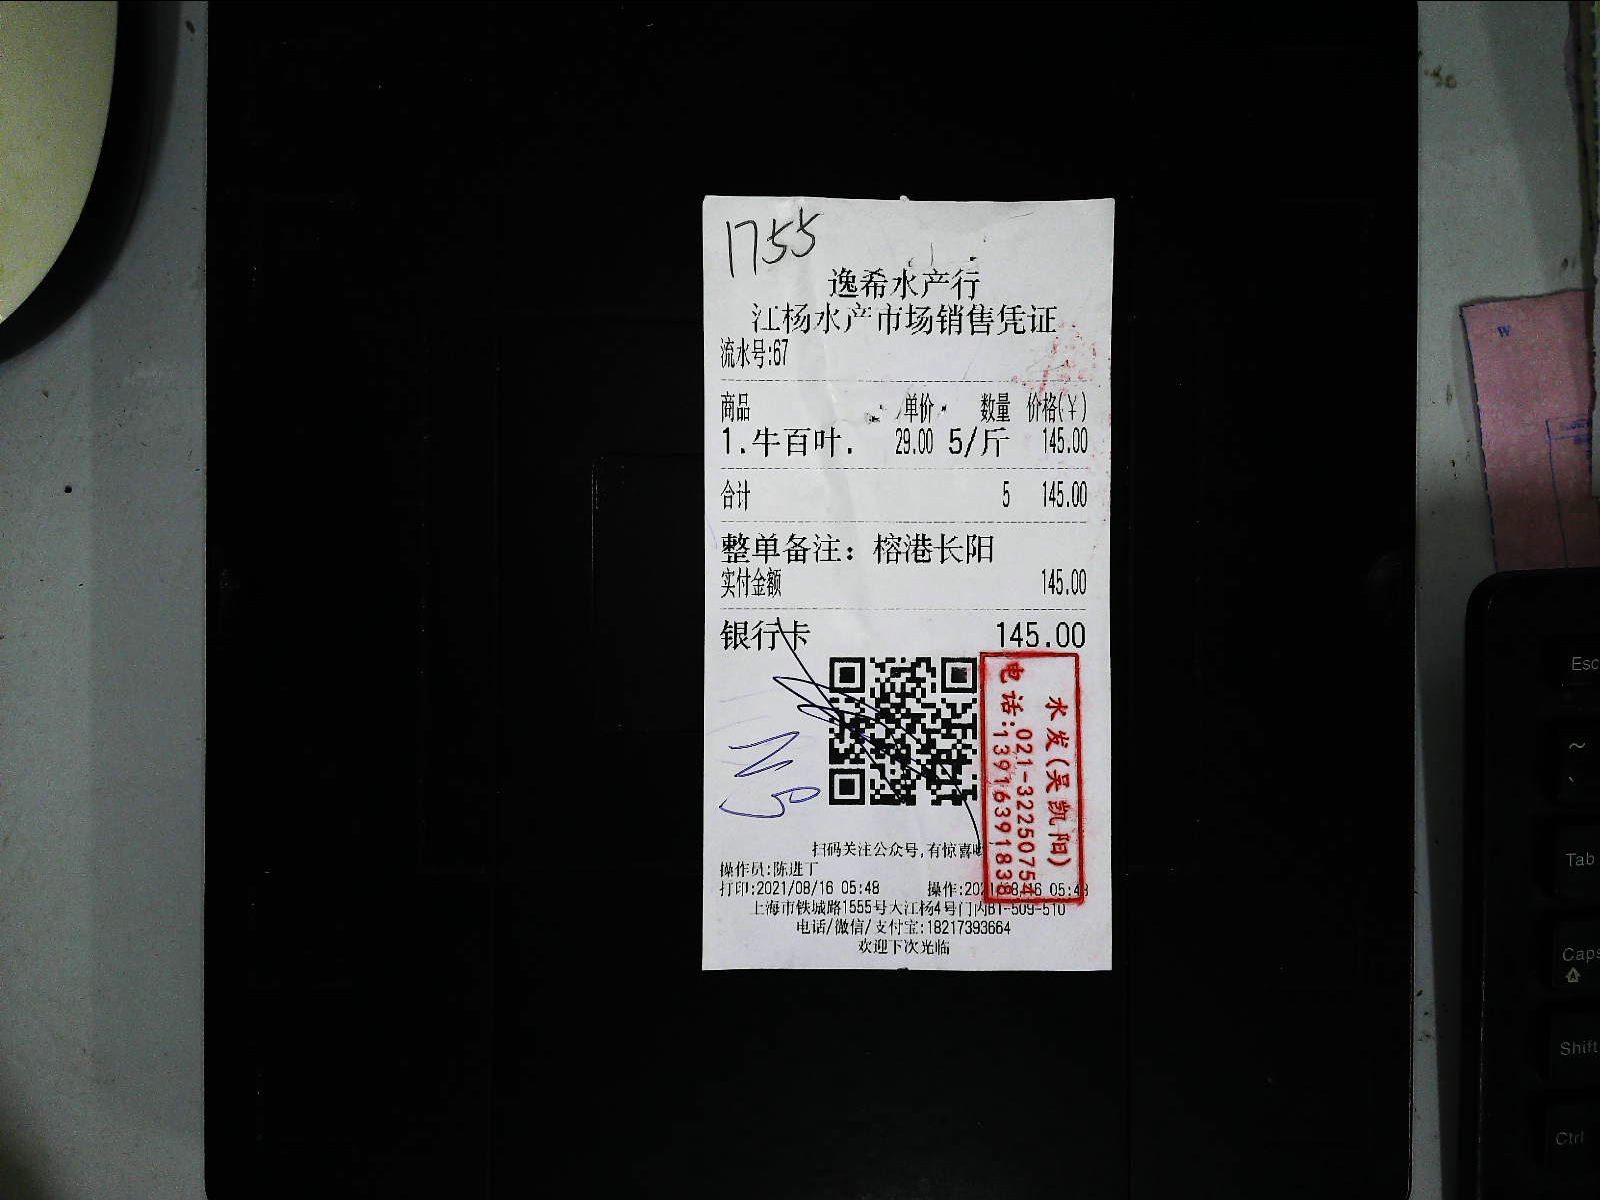 1755
逸希水产行
江杨水产市场销售凭证
流水号:67
商品 单价 数量 价格(¥)
1.牛百叶. 29.00 5/斤 145.00
合计 5 145.00
整单备注：榕港长阳
实付金额 145.00
银行卡 145.00
水发(吴凯阳)
021-32250754
电话:13916391838
扫码关注公众号,有惊喜
操作员:陈进丁
打印:2021/08/16 05:48 操作:2021/08/16 05:48
上海市铁城路1555号大江杨4号门内B1-509-510
电话/微信/支付宝:18217393664
欢迎下次光临
W
Esc
~
Tab
Caps
Shift
Ctrl